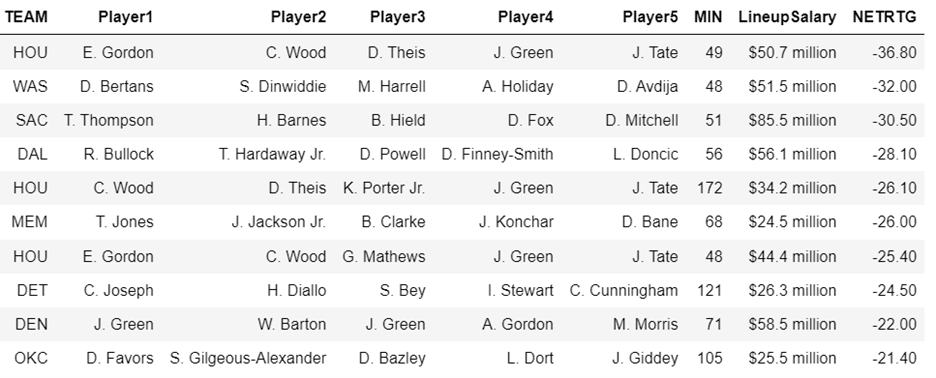 TEAM Player1 Player2 Player3 Player4 Player5 MIN LineupSalary NETRTG
HOU E. Gordon C. Wood D. Theis J. Green J. Tate 49 $50.7 million -36.80
WAS D. Bertans S. Dinwiddie M. Harrell A. Holiday D. Avdija 48 $51.5 million -32.00
SAC T. Thompson H. Barnes B. Hield D. Fox D. Mitchell 51 $85.5 million -30.50
DAL R. Bullock T. Hardaway Jr. D. Powell D. Finney-Smith L. Doncic 56 $56.1 million -28.10
HOU C. Wood D. Theis K. Porter Jr. J. Green J. Tate 172 $34.2 million -26.10
MEM T. Jones J. Jackson Jr. B. Clarke J. Konchar D. Bane 68 $24.5 million -26.00
HOU E. Gordon C. Wood G. Mathews J. Green J. Tate 48 $44.4 million -25.40
DET C. Joseph H. Diallo S. Bey I. Stewart C. Cunningham 121 $26.3 million -24.50
DEN J. Green W. Barton J. Green A. Gordon M. Morris 71 $58.5 million -22.00
OKC D. Favors S. Gilgeous-Alexander D. Bazley L. Dort J. Giddey 105 $25.5 million -21.40